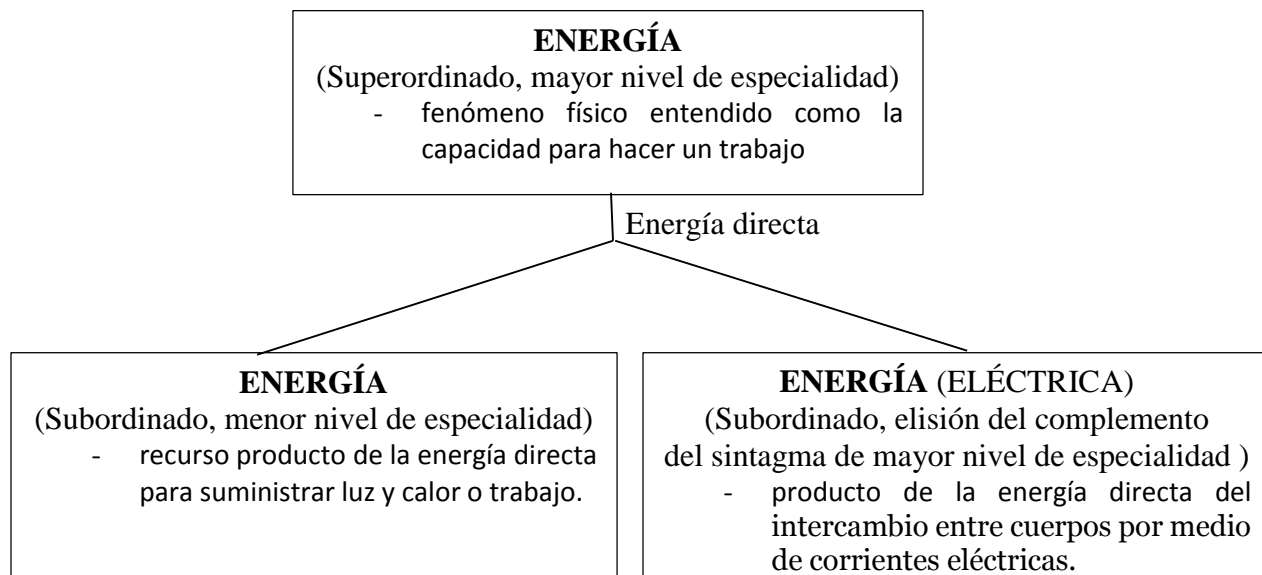 ENERGÍA
(Superordinado, mayor nivel de especialidad)
- fenómeno físico entendido como la
capacidad para hacer un trabajo
Energía directa
ENERGÍA
(Subordinado, menor nivel de especialidad)
- recurso producto de la energía directa
para suministrar luz y calor o trabajo.
ENERGÍA (ELÉCTRICA)
(Subordinado, elisión del complemento
del sintagma de mayor nivel de especialidad )
- producto de la energía directa del
intercambio entre cuerpos por medio
de corrientes eléctricas.